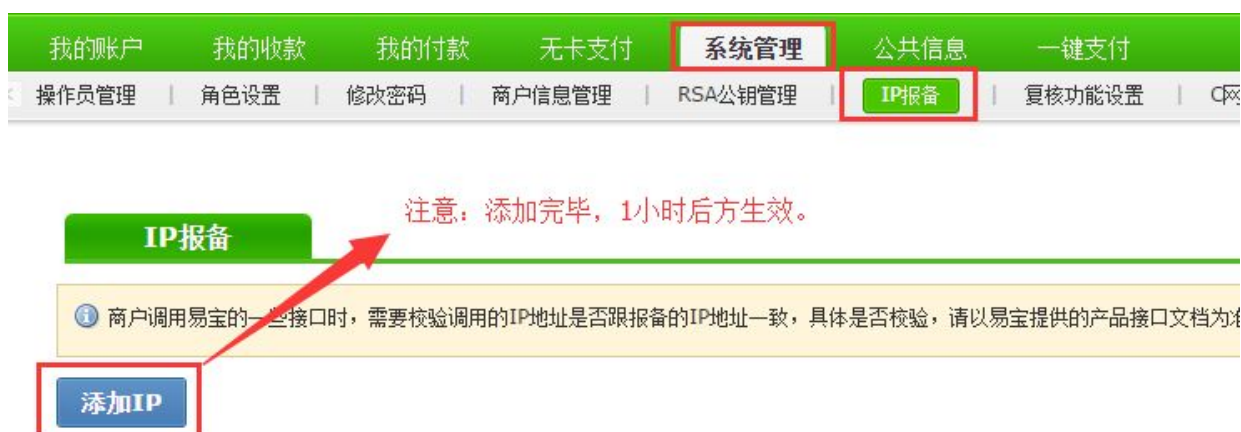 我的账户 我的收款 我的付款 无卡支付 系统管理 公共信息 一键支付
操作员管理 | 角色设置 | 修改密码 | 商户信息管理 | RSA公钥管理 | IP报备 | 复核功能设置 | C网
注意：添加完毕，1小时后方生效。
IP报备
商户调用易宝的一些接口时，需要校验调用的IP地址是否跟报备的IP地址一致，具体是否校验，请以易宝提供的产品接口文档为准
添加IP